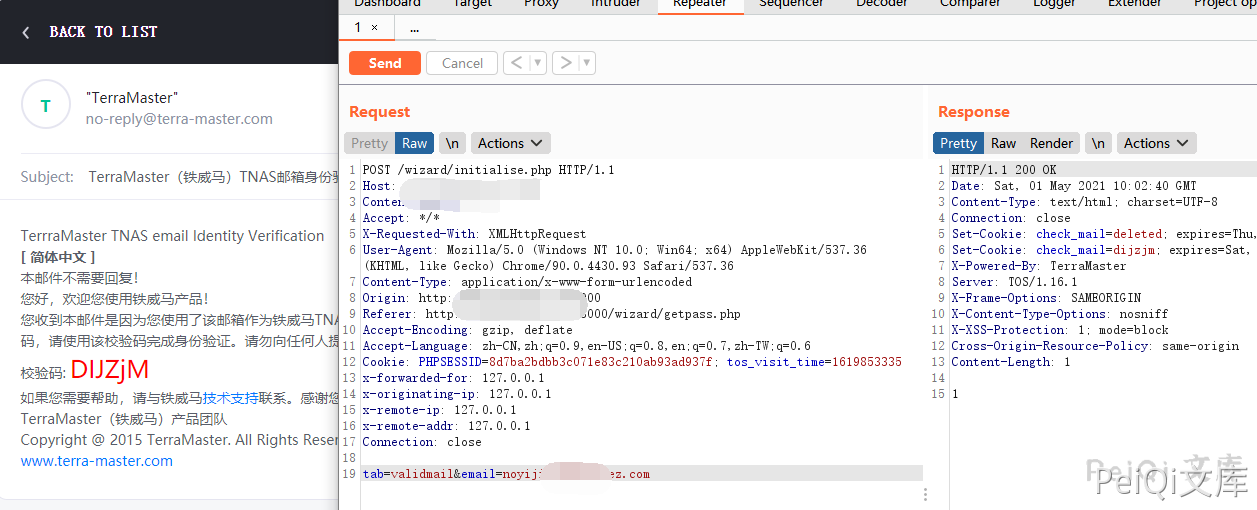 Dashboard Target Proxy Intruder Repeater Sequencer Decoder Comparer Logger Extender Project op
1 × ...
BACK TO LIST
Send Cancel < ▼ > ▼
T
"TerraMaster"
no-reply@terra-master.com
Subject: TerraMaster（铁威马）TNAS邮箱身份验
TerrraMaster TNAS email Identity Verification
[ 简体中文 ]
本邮件不需要回复！
您好，欢迎您使用铁威马产品！
您收到本邮件是因为您使用了该邮箱作为铁威马TNA
码，请使用该校验码完成身份验证。请勿向任何人提
校验码: DIJZjM
如果您需要帮助，请与铁威马技术支持联系。感谢您
TerraMaster（铁威马）产品团队
Copyright @ 2015 TerraMaster. All Rights Reser
www.terra-master.com
Request
Pretty Raw \n Actions
1 POST /wizard/initialise.php HTTP/1.1
2 Host:
3 Conten
4 Accept: */*
5 X-Requested-With: XMLHttpRequest
6 User-Agent: Mozilla/5.0 (Windows NT 10.0; Win64; x64) AppleWebKit/537.36
(KHTML, like Gecko) Chrome/90.0.4430.93 Safari/537.36
7 Content-Type: application/x-www-form-urlencoded
8 Origin: http: 000
9 Referer: http: 8000/wizard/getpass.php
10 Accept-Encoding: gzip, deflate
11 Accept-Language: zh-CN,zh;q=0.9,en-US;q=0.8,en;q=0.7,zh-TW;q=0.6
12 Cookie: PHPSESSID=8d7ba2bdbb3c071e83c210ab93ad937f; tos_visit_time=1619853335
13 x-forwarded-for: 127.0.0.1
14 x-originating-ip: 127.0.0.1
15 x-remote-ip: 127.0.0.1
16 x-remote-addr: 127.0.0.1
17 Connection: close
18
19 tab=validmail&email=noyij ez.com
Response
Pretty Raw Render \n Actions
1 HTTP/1.1 200 OK
2 Date: Sat, 01 May 2021 10:02:40 GMT
3 Content-Type: text/html; charset=UTF-8
4 Connection: close
5 Set-Cookie: check_mail=deleted; expires=Thu,
6 Set-Cookie: check_mail=dijzjm; expires=Sat,
7 X-Powered-By: TerraMaster
8 Server: TOS/1.16.1
9 X-Frame-Options: SAMEORIGIN
10 X-Content-Type-Options: nosniff
11 X-XSS-Protection: 1; mode=block
12 Cross-Origin-Resource-Policy: same-origin
13 Content-Length: 1
14
15 1
PeiQi 文库
PeiQi文库